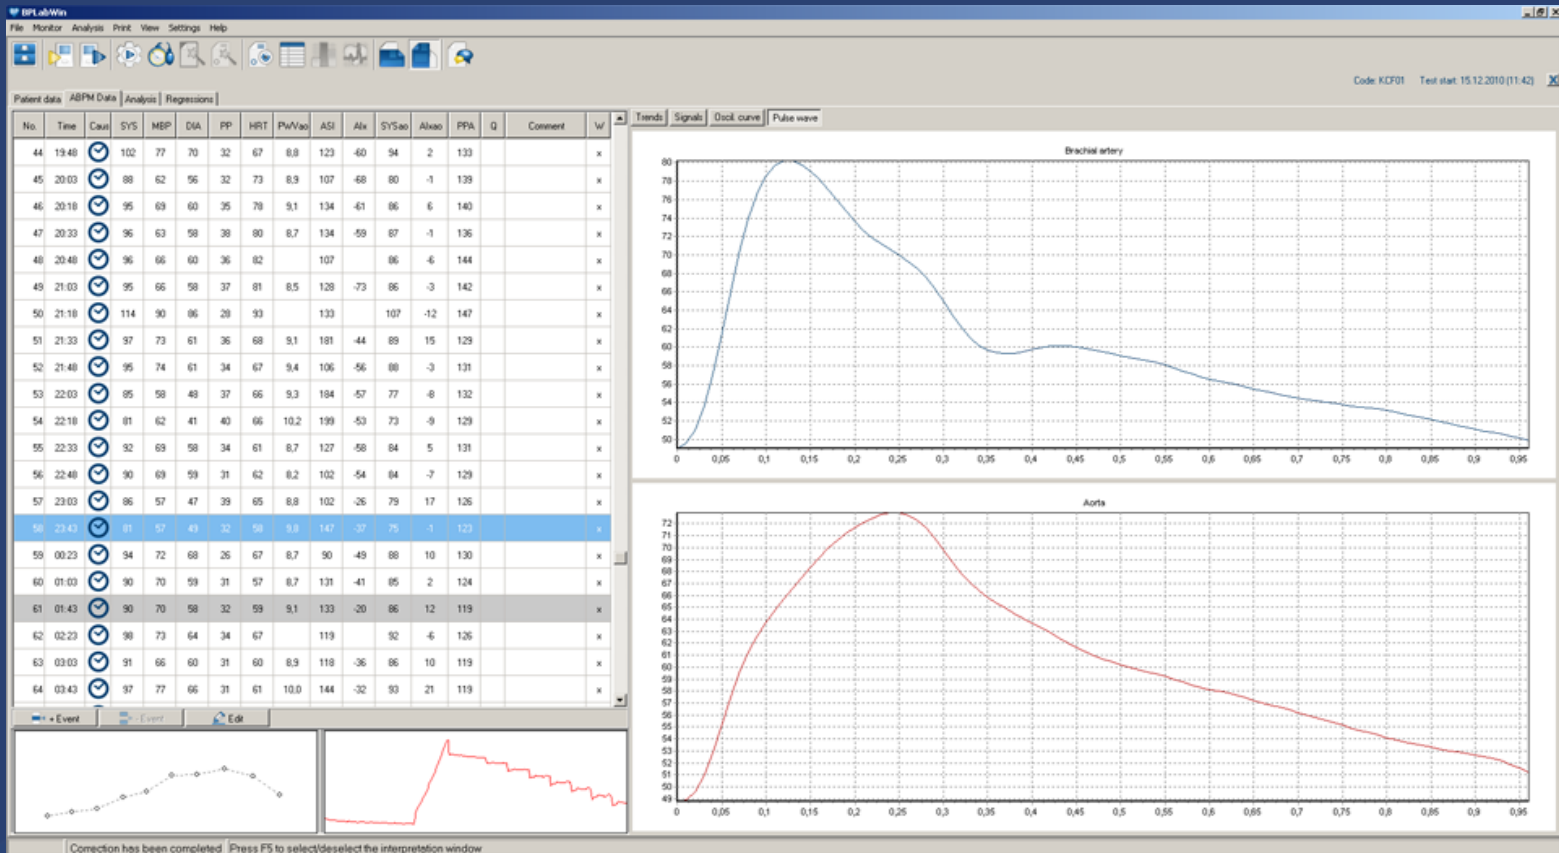 BPLabWin
File Monitor Analysis Print View Settings Help
Code: KCF01 Test start: 15.12.2010 (11:42)
Patient data ABPM Data Analysis Regressions
No. Time Caus SYS MBP DIA PP HRT PWVao ASI AIx SYSao AIxao PPA Q Comment W
44 19:48 102 77 70 32 67 8,8 123 -60 94 2 133 x
45 20:03 88 62 56 32 73 8,9 107 -68 80 -1 139 x
46 20:18 95 69 60 35 78 9,1 134 -61 86 6 140 x
47 20:33 96 63 58 38 80 8,7 134 -59 87 -1 136 x
48 20:48 96 66 60 36 82 107 86 -6 144 x
49 21:03 95 66 58 37 81 8,5 128 -73 86 -3 142 x
50 21:18 114 90 86 28 93 133 107 -12 147 x
51 21:33 97 73 61 36 68 9,1 181 -44 89 15 129 x
52 21:48 95 74 61 34 67 9,4 106 -56 88 -3 131 x
53 22:03 85 58 48 37 66 9,3 184 -57 77 -8 132 x
54 22:18 81 62 41 40 66 10,2 199 -53 73 -9 129 x
55 22:33 92 69 58 34 61 8,7 127 -58 84 5 131 x
56 22:48 90 69 59 31 62 8,2 102 -54 84 -7 129 x
57 23:03 86 57 47 39 65 8,8 102 -26 79 17 126 x
58 23:43 81 57 49 32 58 9,8 147 -37 75 -1 123 x
59 00:23 94 72 68 26 67 8,7 90 -49 88 10 130 x
60 01:03 90 70 59 31 57 8,7 131 -41 85 2 124 x
61 01:43 90 70 58 32 59 9,1 133 -20 86 12 119 x
62 02:23 98 73 64 34 67 119 92 -6 126 x
63 03:03 91 66 60 31 60 8,9 118 -36 86 10 119 x
64 03:43 97 77 66 31 61 10,0 144 -32 93 21 119 x
+ Event - Event Edit
Trends Signals Oscil. curve Pulse wave
Brachial artery
80
78
76
74
72
70
68
66
64
62
60
58
56
54
52
50
0 0,05 0,1 0,15 0,2 0,25 0,3 0,35 0,4 0,45 0,5 0,55 0,6 0,65 0,7 0,75 0,8 0,85 0,9 0,95
Aorta
72
71
70
69
68
67
66
65
64
63
62
61
60
59
58
57
56
55
54
53
52
51
50
49
0 0,05 0,1 0,15 0,2 0,25 0,3 0,35 0,4 0,45 0,5 0,55 0,6 0,65 0,7 0,75 0,8 0,85 0,9 0,95
Correction has been completed Press F5 to select/deselect the interpretation window